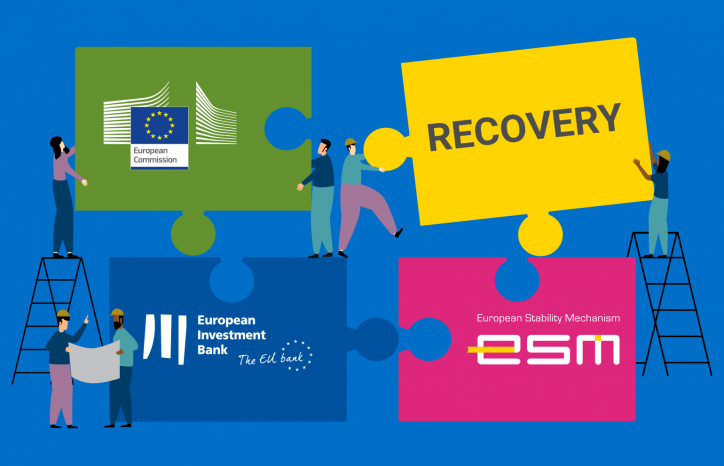 European
Commission
RECOVERY
European
Investment
Bank
The EU bank
European Stability Mechanism
esm